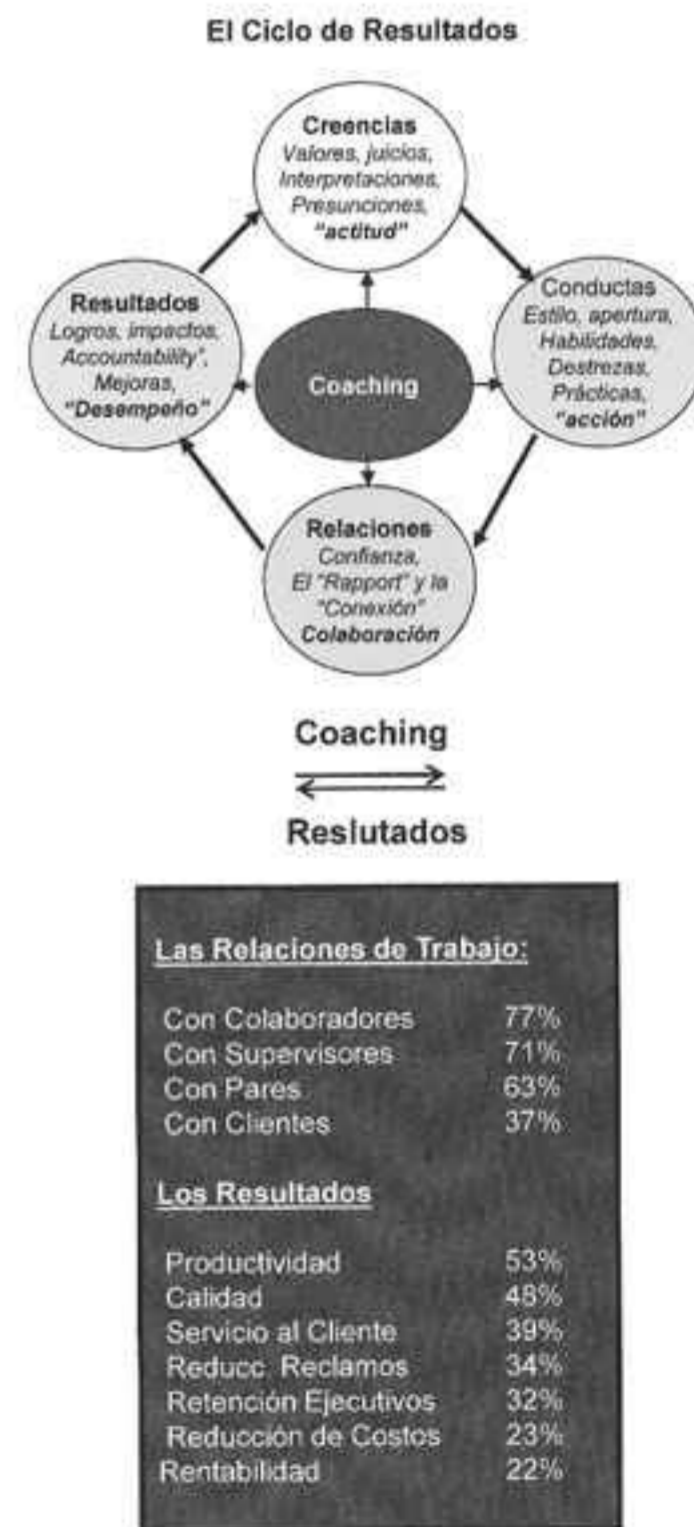 El Ciclo de Resultados
Creencias
Valores, juicios,
Interpretaciones,
Presunciones,
"actitud"
Resultados
Logros, impactos,
Accountability",
Mejoras,
"Desempeño"
Coaching
Conductas
Estilo, apertura,
Habilidades,
Destrezas,
Prácticas,
"acción"
Relaciones
Confianza,
El "Rapport" y la
"Conexión"
Colaboración
Coaching
Reslutados
Las Relaciones de Trabajo:
Con Colaboradores 77%
Con Supervisores 71%
Con Pares 63%
Con Clientes 37%
Los Resultados
Productividad 53%
Calidad 48%
Servicio al Cliente 39%
Reducc. Reclamos 34%
Retención Ejecutivos 32%
Reducción de Costos 23%
Rentabilidad 22%